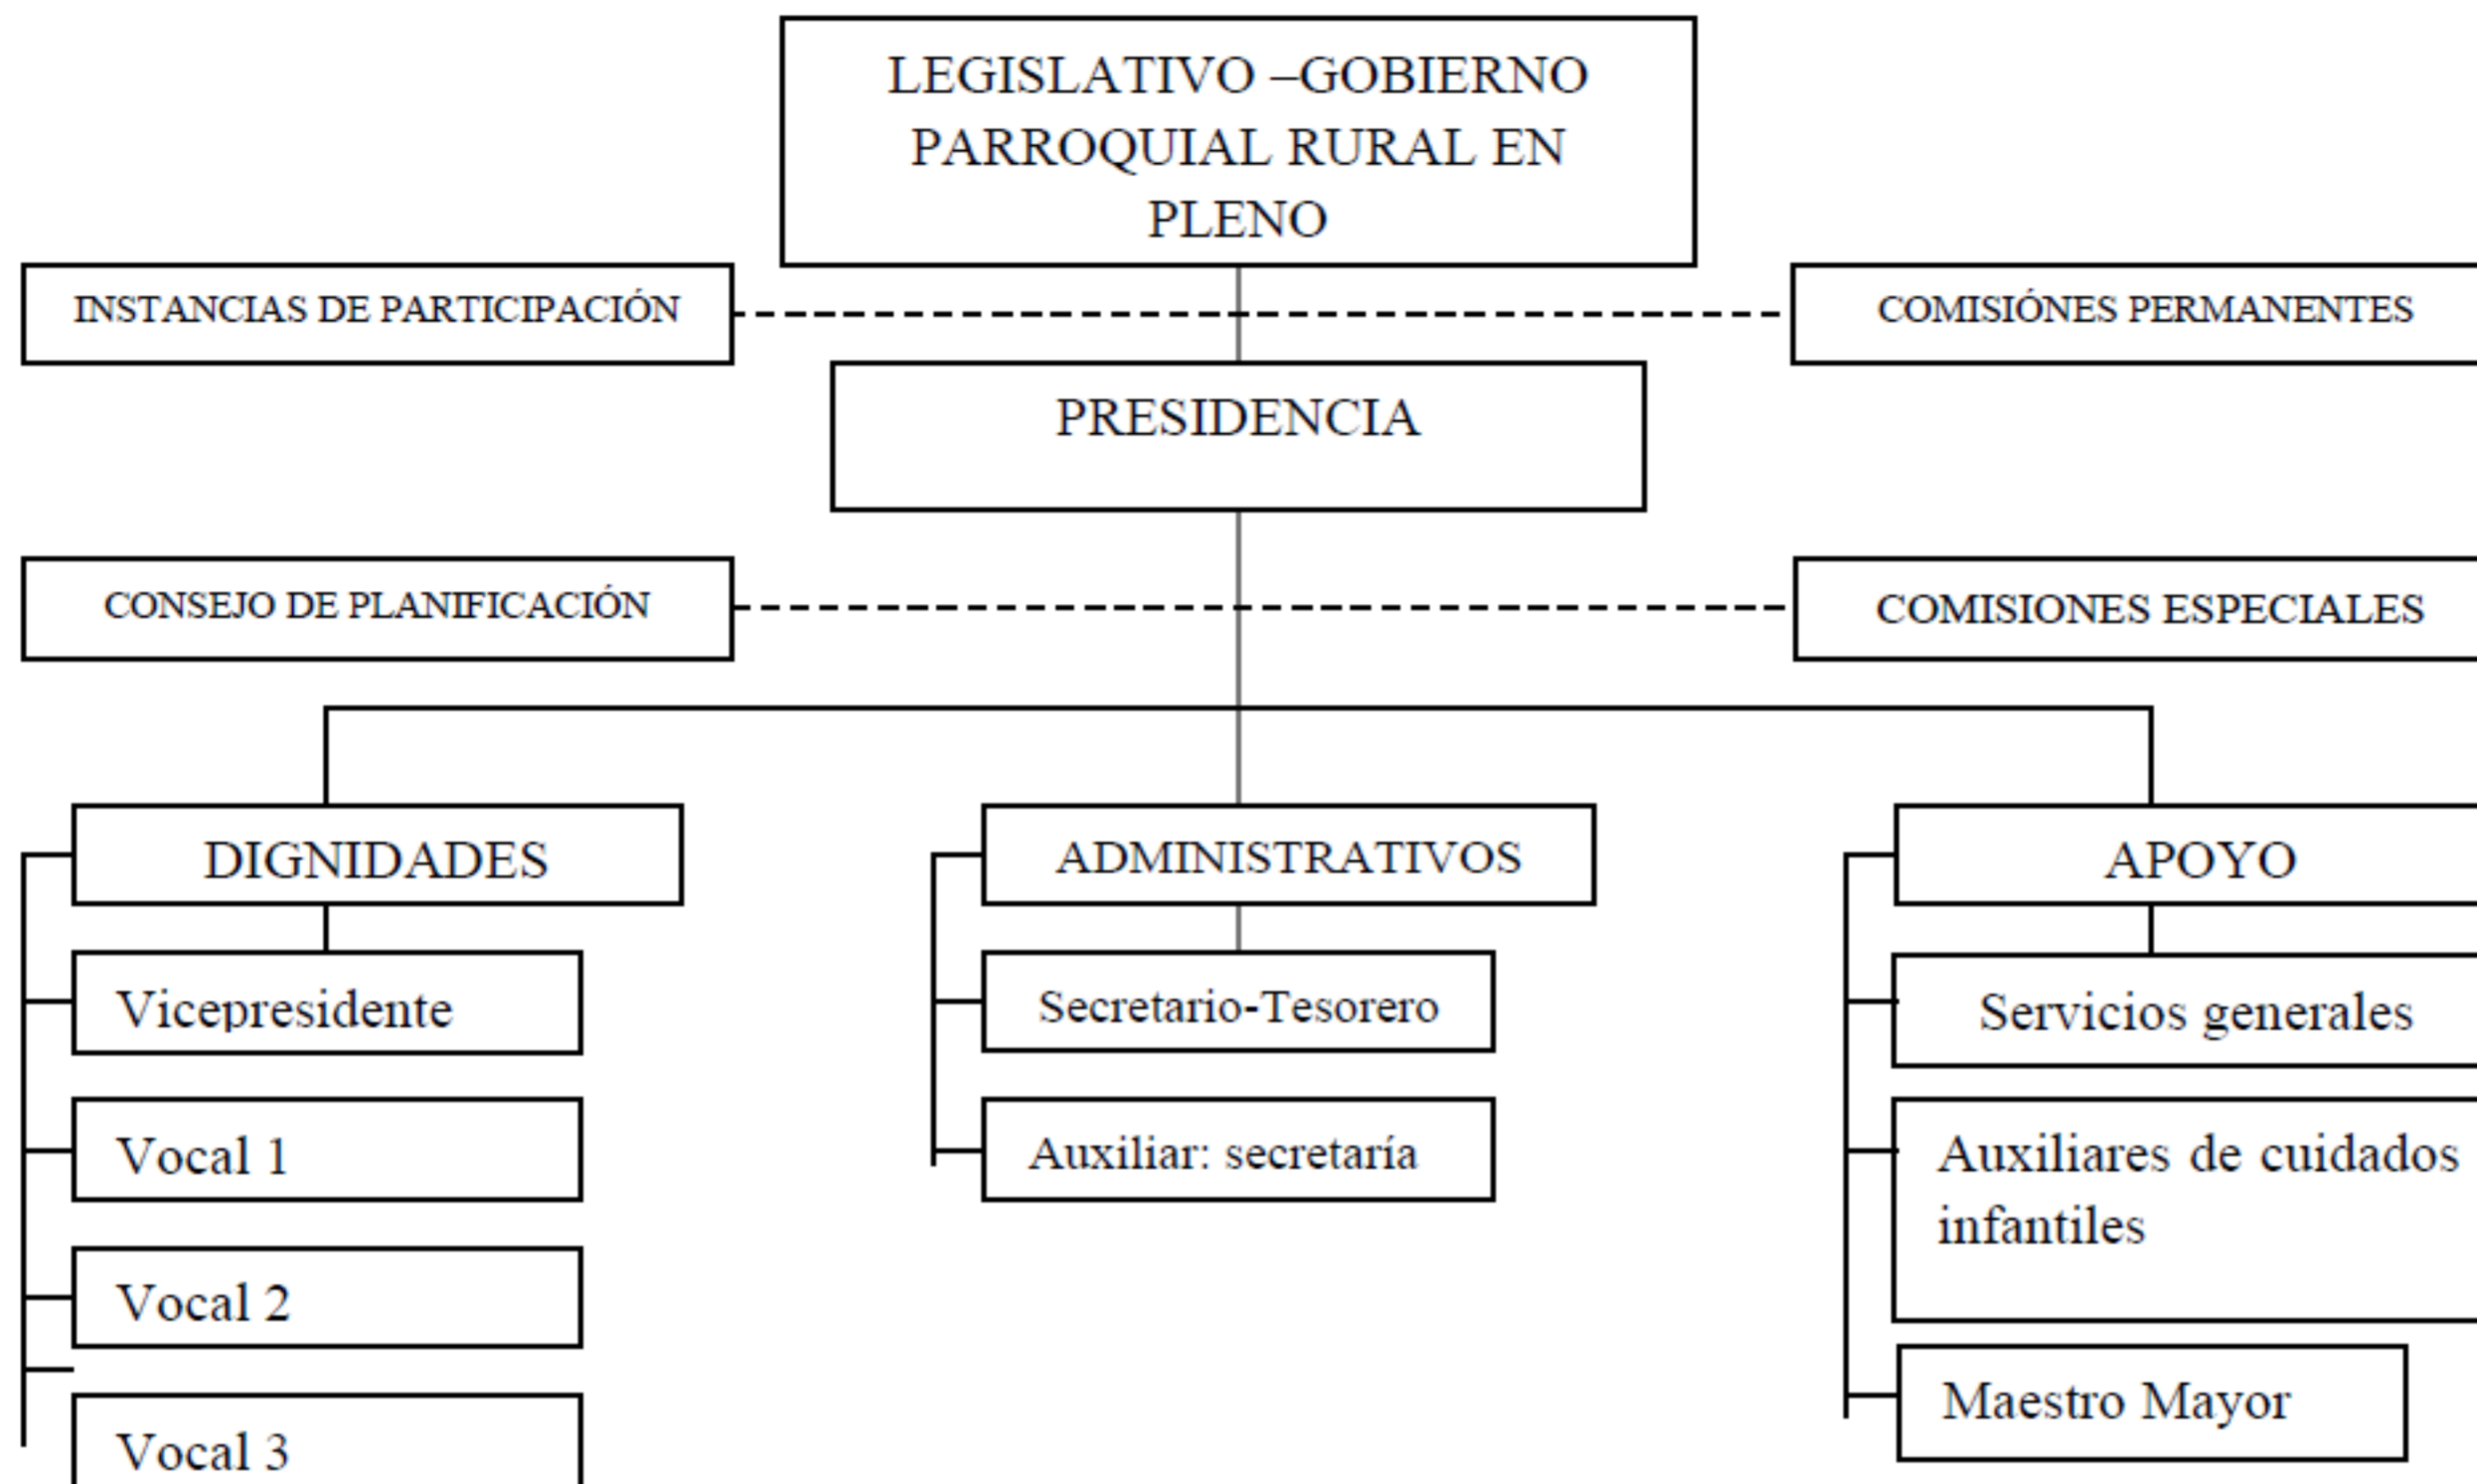 LEGISLATIVO –GOBIERNO
PARROQUIAL RURAL EN
PLENO
INSTANCIAS DE PARTICIPACIÓN
COMISIÓNES PERMANENTES
PRESIDENCIA
CONSEJO DE PLANIFICACIÓN
COMISIONES ESPECIALES
DIGNIDADES
ADMINISTRATIVOS
APOYO
Vicepresidente
Secretario-Tesorero
Servicios generales
Vocal 1
Auxiliar: secretaría
Auxiliares de cuidados
infantiles
Vocal 2
Maestro Mayor
Vocal 3